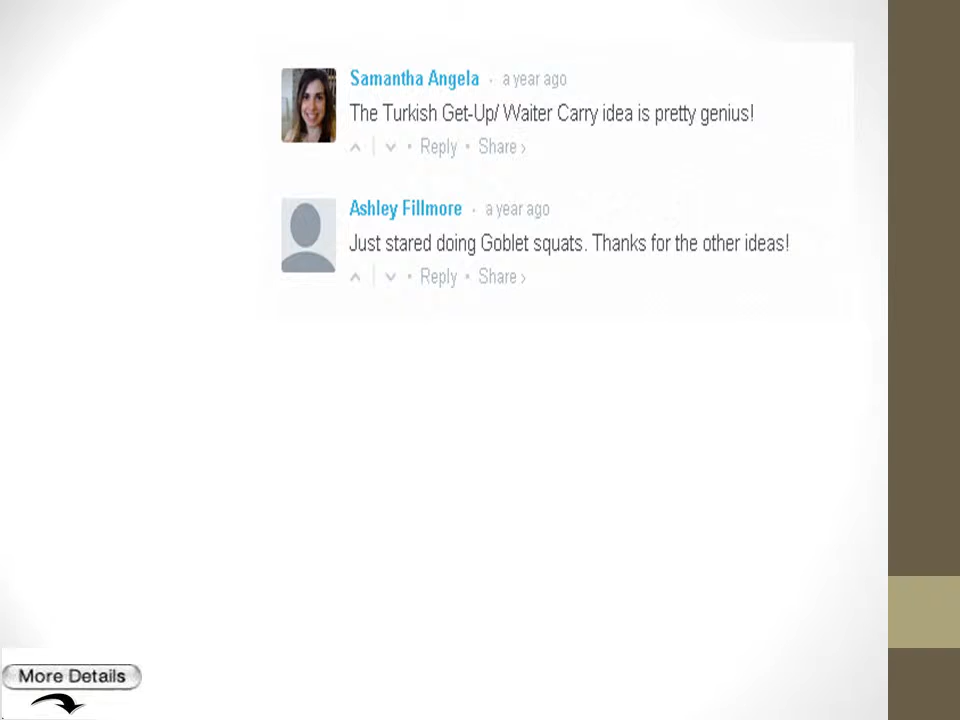 Samantha Angela · a year ago
The Turkish Get-Up/ Waiter Carry idea is pretty genius!
• Reply • Share ›
Ashley Fillmore · a year ago
Just stared doing Goblet squats. Thanks for the other ideas!
• Reply • Share ›
More Details